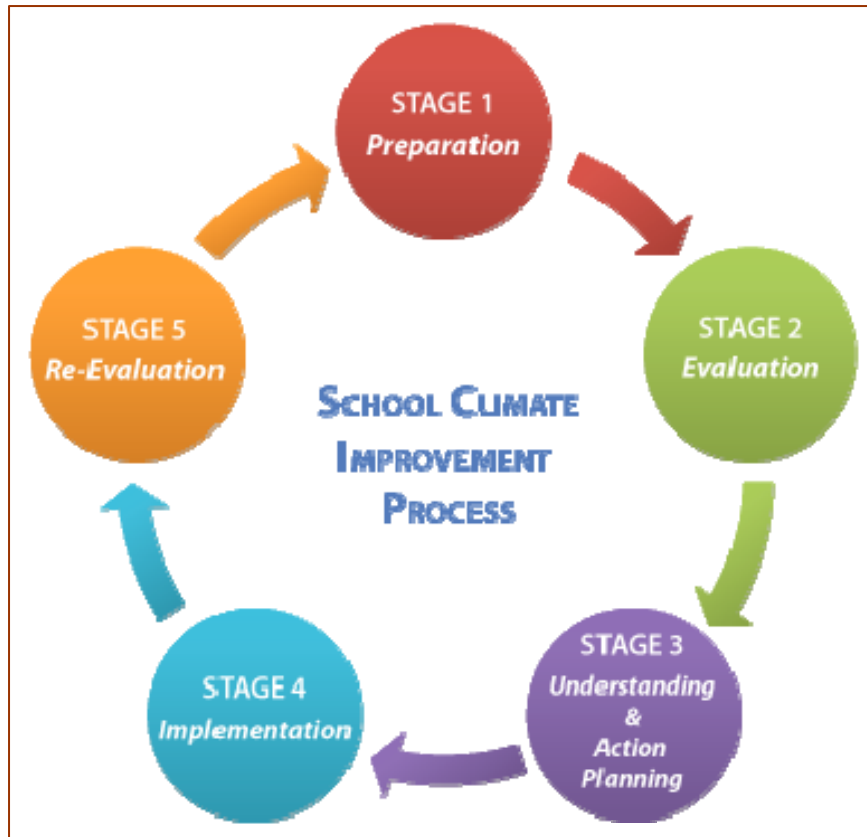 STAGE 1
Preparation
STAGE 2
Evaluation
STAGE 3
Understanding
&
Action
Planning
STAGE 4
Implementation
STAGE 5
Re-Evaluation
SCHOOL CLIMATE
IMPROVEMENT
PROCESS